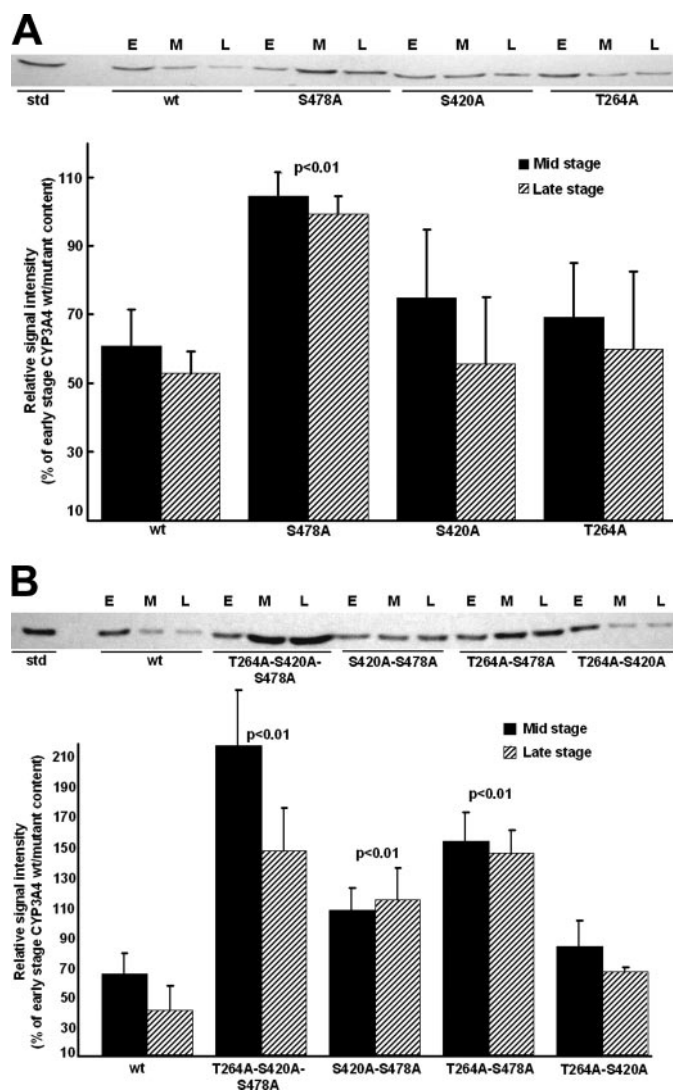 A
E M L E M L E M L E M L
std wt S478A S420A T264A
Relative signal intensity
(% of early stage CYP3A4 wt/mutant content)
110
90
70
50
30
10
p<0.01
Mid stage
Late stage
wt S478A S420A T264A
B
E M L E M L E M L E M L E M L
std wt T264A-S420A- S420A-S478A T264A-S478A T264A-S420A
S478A
Relative signal intensity
(% of early stage CYP3A4 wt/mutant content)
210
190
170
150
130
110
90
70
50
30
10
p<0.01
p<0.01
p<0.01
Mid stage
Late stage
wt T264A-S420A- S420A-S478A T264A-S478A T264A-S420A
S478A